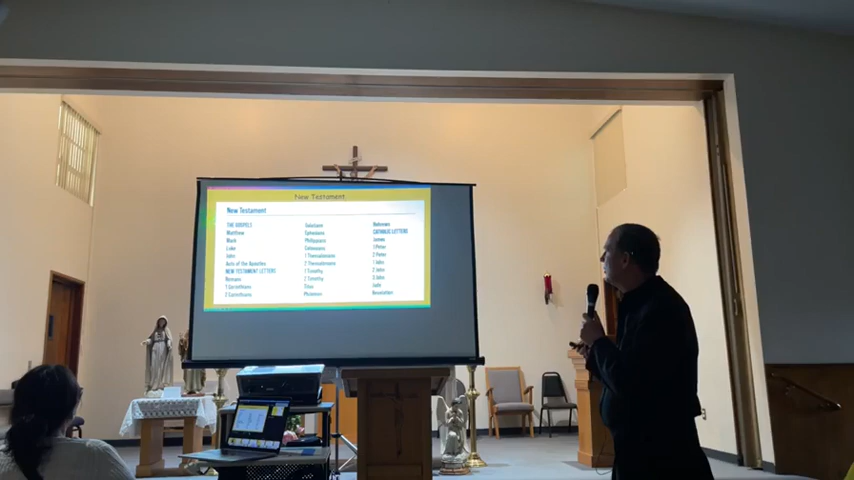 New Testament
New Testament
THE GOSPELS
Matthew
Mark
Luke
John
Acts of the Apostles
NEW TESTAMENT LETTERS
Romans
1 Corinthians
2 Corinthians
Galatians
Ephesians
Philippians
Colossians
1 Thessalonians
2 Thessalonians
1 Timothy
2 Timothy
Titus
Philemon
Hebrews
CATHOLIC LETTERS
James
1 Peter
2 Peter
1 John
2 John
3 John
Jude
Revelation